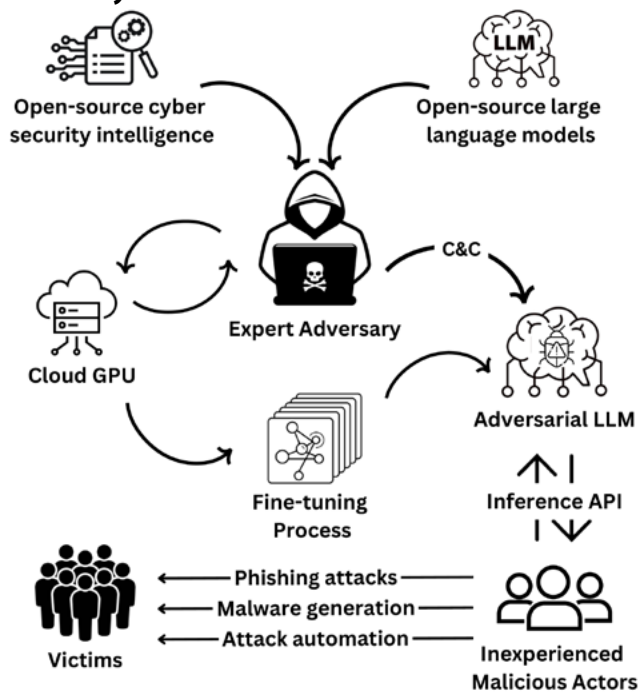 LLM
Open-source cyber
security intelligence
Open-source large
language models
C&C
Expert Adversary
Cloud GPU
Adversarial LLM
Fine-tuning
Process
Inference API
Phishing attacks
Malware generation
Attack automation
Victims
Inexperienced
Malicious Actors